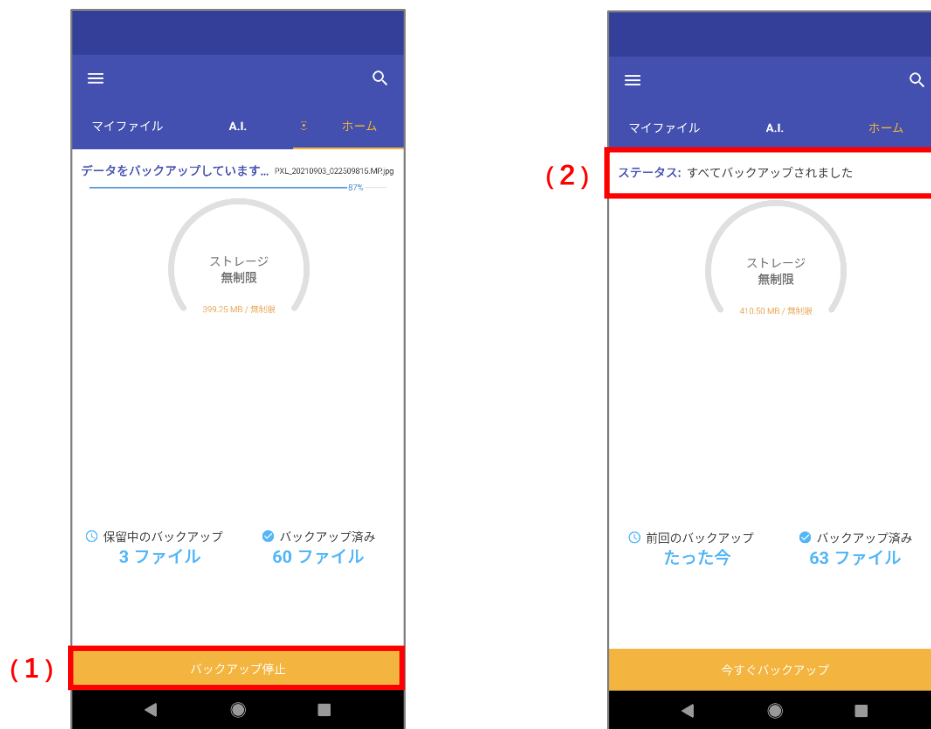 マイファイル A.I. ホーム
データをバックアップしています... PXL_20210903_022509815.MP.jpg
87%
ストレージ
無制限
399.25 MB / 無制限
保留中のバックアップ バックアップ済み
3 ファイル 60 ファイル
(1) バックアップ停止
マイファイル A.I. ホーム
(2) ステータス: すべてバックアップされました
ストレージ
無制限
410.50 MB / 無制限
前回のバックアップ バックアップ済み
たった今 63 ファイル
今すぐバックアップ